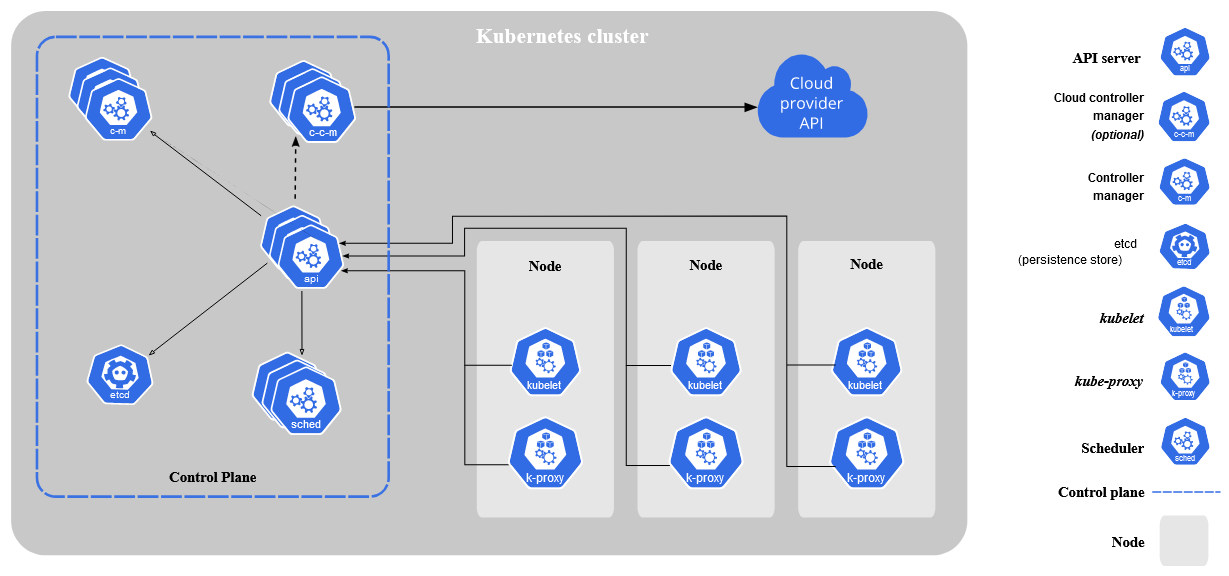 Kubernetes cluster
c-m
c-c-m
Cloud
provider
API
api
etcd
sched
Control Plane
Node
kubelet
k-proxy
Node
kubelet
k-proxy
Node
kubelet
k-proxy
API server
api
Cloud controller
manager
(optional)
c-c-m
Controller
manager
c-m
etcd
(persistence store)
etcd
kubelet
kubelet
kube-proxy
k-proxy
Scheduler
sched
Control plane
Node